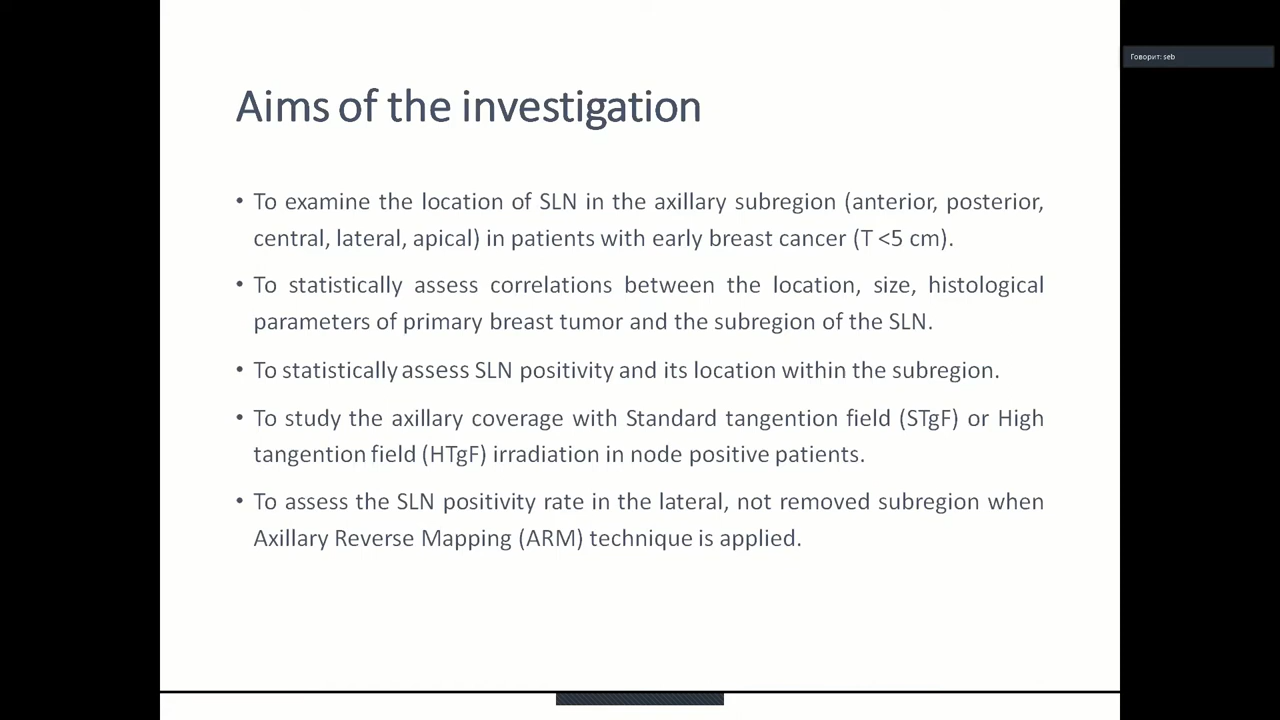 Говорит: seb
Aims of the investigation
• To examine the location of SLN in the axillary subregion (anterior, posterior,
central, lateral, apical) in patients with early breast cancer (T <5 cm).
• To statistically assess correlations between the location, size, histological
parameters of primary breast tumor and the subregion of the SLN.
• To statistically assess SLN positivity and its location within the subregion.
• To study the axillary coverage with Standard tangention field (STgF) or High
tangention field (HTgF) irradiation in node positive patients.
• To assess the SLN positivity rate in the lateral, not removed subregion when
Axillary Reverse Mapping (ARM) technique is applied.